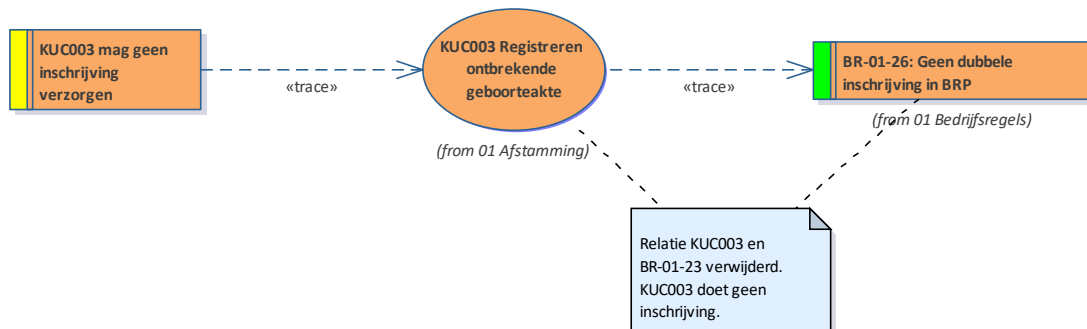 KUC003 mag geen
inschrijving
verzorgen
«trace»
KUC003 Registreren
ontbrekende
geboorteakte
(from 01 Afstamming)
«trace»
BR-01-26: Geen dubbele
inschrijving in BRP
(from 01 Bedrijfsregels)
Relatie KUC003 en
BR-01-23 verwijderd.
KUC003 doet geen
inschrijving.